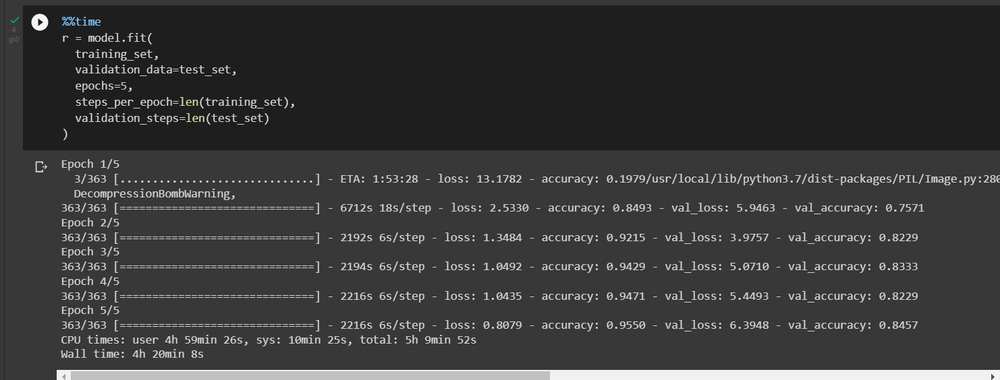 4
giờ
%%time
r = model.fit(
training_set,
validation_data=test_set,
epochs=5,
steps_per_epoch=len(training_set),
validation_steps=len(test_set)
)
Epoch 1/5
3/363 [..............................] - ETA: 1:53:28 - loss: 13.1782 - accuracy: 0.1979/usr/local/lib/python3.7/dist-packages/PIL/Image.py:280
DecompressionBombWarning,
363/363 [==============================] - 6712s 18s/step - loss: 2.5330 - accuracy: 0.8493 - val_loss: 5.9463 - val_accuracy: 0.7571
Epoch 2/5
363/363 [==============================] - 2192s 6s/step - loss: 1.3484 - accuracy: 0.9215 - val_loss: 3.9757 - val_accuracy: 0.8229
Epoch 3/5
363/363 [==============================] - 2194s 6s/step - loss: 1.0492 - accuracy: 0.9429 - val_loss: 5.0710 - val_accuracy: 0.8333
Epoch 4/5
363/363 [==============================] - 2216s 6s/step - loss: 1.0435 - accuracy: 0.9471 - val_loss: 5.4493 - val_accuracy: 0.8229
Epoch 5/5
363/363 [==============================] - 2216s 6s/step - loss: 0.8079 - accuracy: 0.9550 - val_loss: 6.3948 - val_accuracy: 0.8457
CPU times: user 4h 59min 26s, sys: 10min 25s, total: 5h 9min 52s
Wall time: 4h 20min 8s